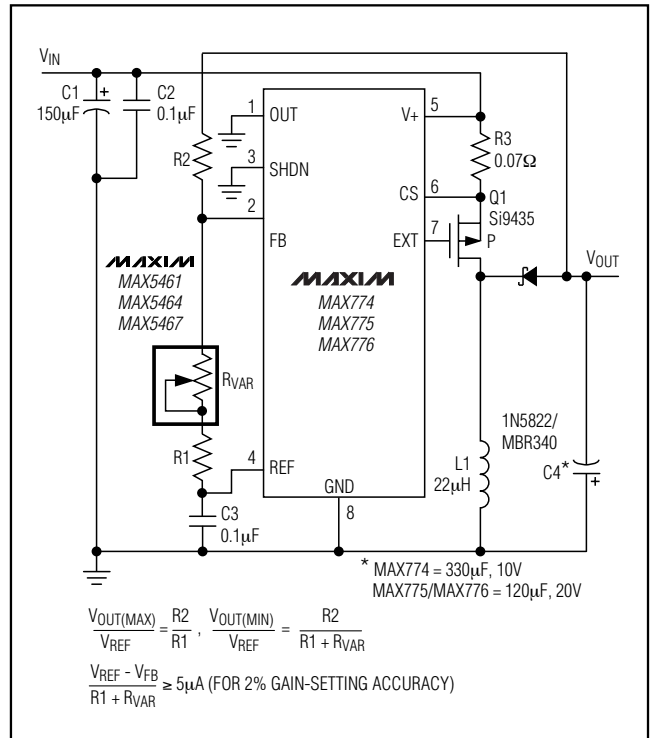 VIN
C1
150µF
+
C2
0.1µF
R2
1
OUT
3
SHDN
2
FB
V+
5
R3
0.07Ω
CS
6
Q1
Si9435
EXT
7
P
VOUT
MAXIM
MAX5461
MAX5464
MAX5467
MAXIM
MAX774
MAX775
MAX776
RVAR
R1
4
REF
GND
8
C3
0.1µF
L1
22µH
1N5822/
MBR340
C4*
+
* MAX774 = 330µF, 10V
MAX775/MAX776 = 120µF, 20V
VOUT(MAX)/VREF = R2/R1 , VOUT(MIN)/VREF = R2/(R1 + RVAR)
(VREF - VFB)/(R1 + RVAR) ≥ 5µA (FOR 2% GAIN-SETTING ACCURACY)